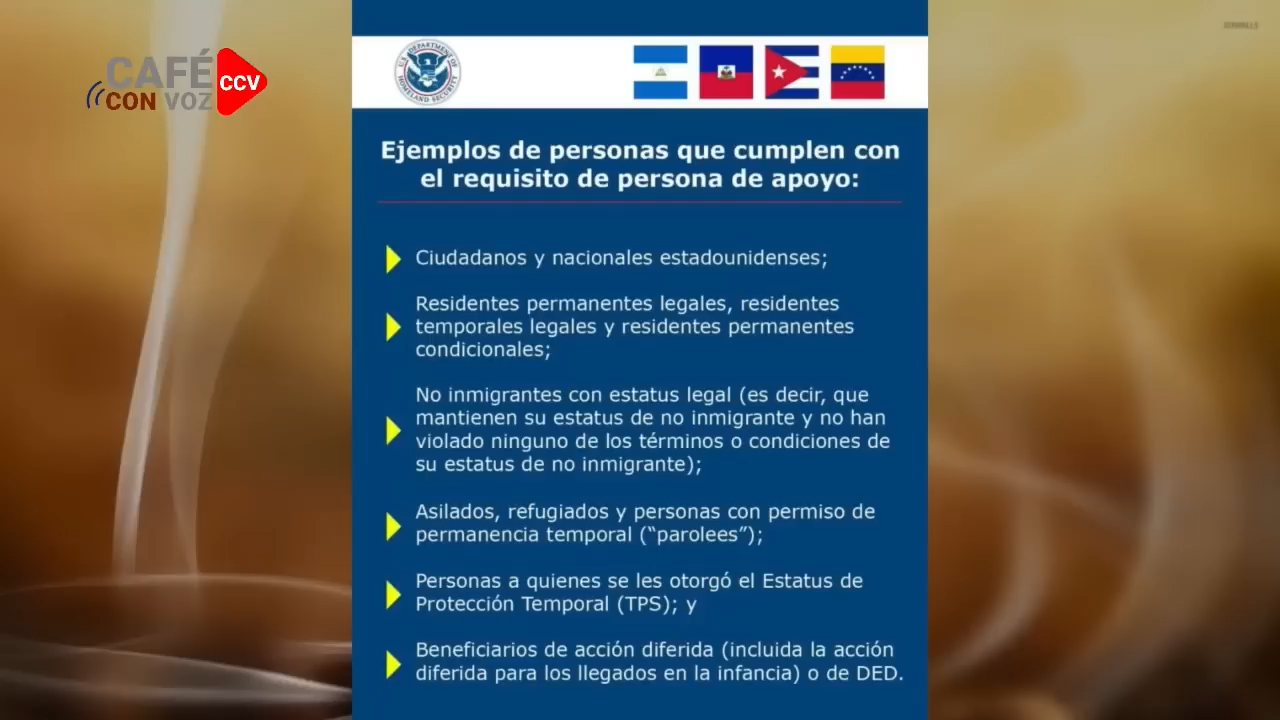 CAFÉ
CON VOZ
CCV
U.S. DEPARTMENT OF
HOMELAND SECURITY
Ejemplos de personas que cumplen con
el requisito de persona de apoyo:
Ciudadanos y nacionales estadounidenses;
Residentes permanentes legales, residentes
temporales legales y residentes permanentes
condicionales;
No inmigrantes con estatus legal (es decir, que
mantienen su estatus de no inmigrante y no han
violado ninguno de los términos o condiciones de
su estatus de no inmigrante);
Asilados, refugiados y personas con permiso de
permanencia temporal (“parolees”);
Personas a quienes se les otorgó el Estatus de
Protección Temporal (TPS); y
Beneficiarios de acción diferida (incluida la acción
diferida para los llegados en la infancia) o de DED.